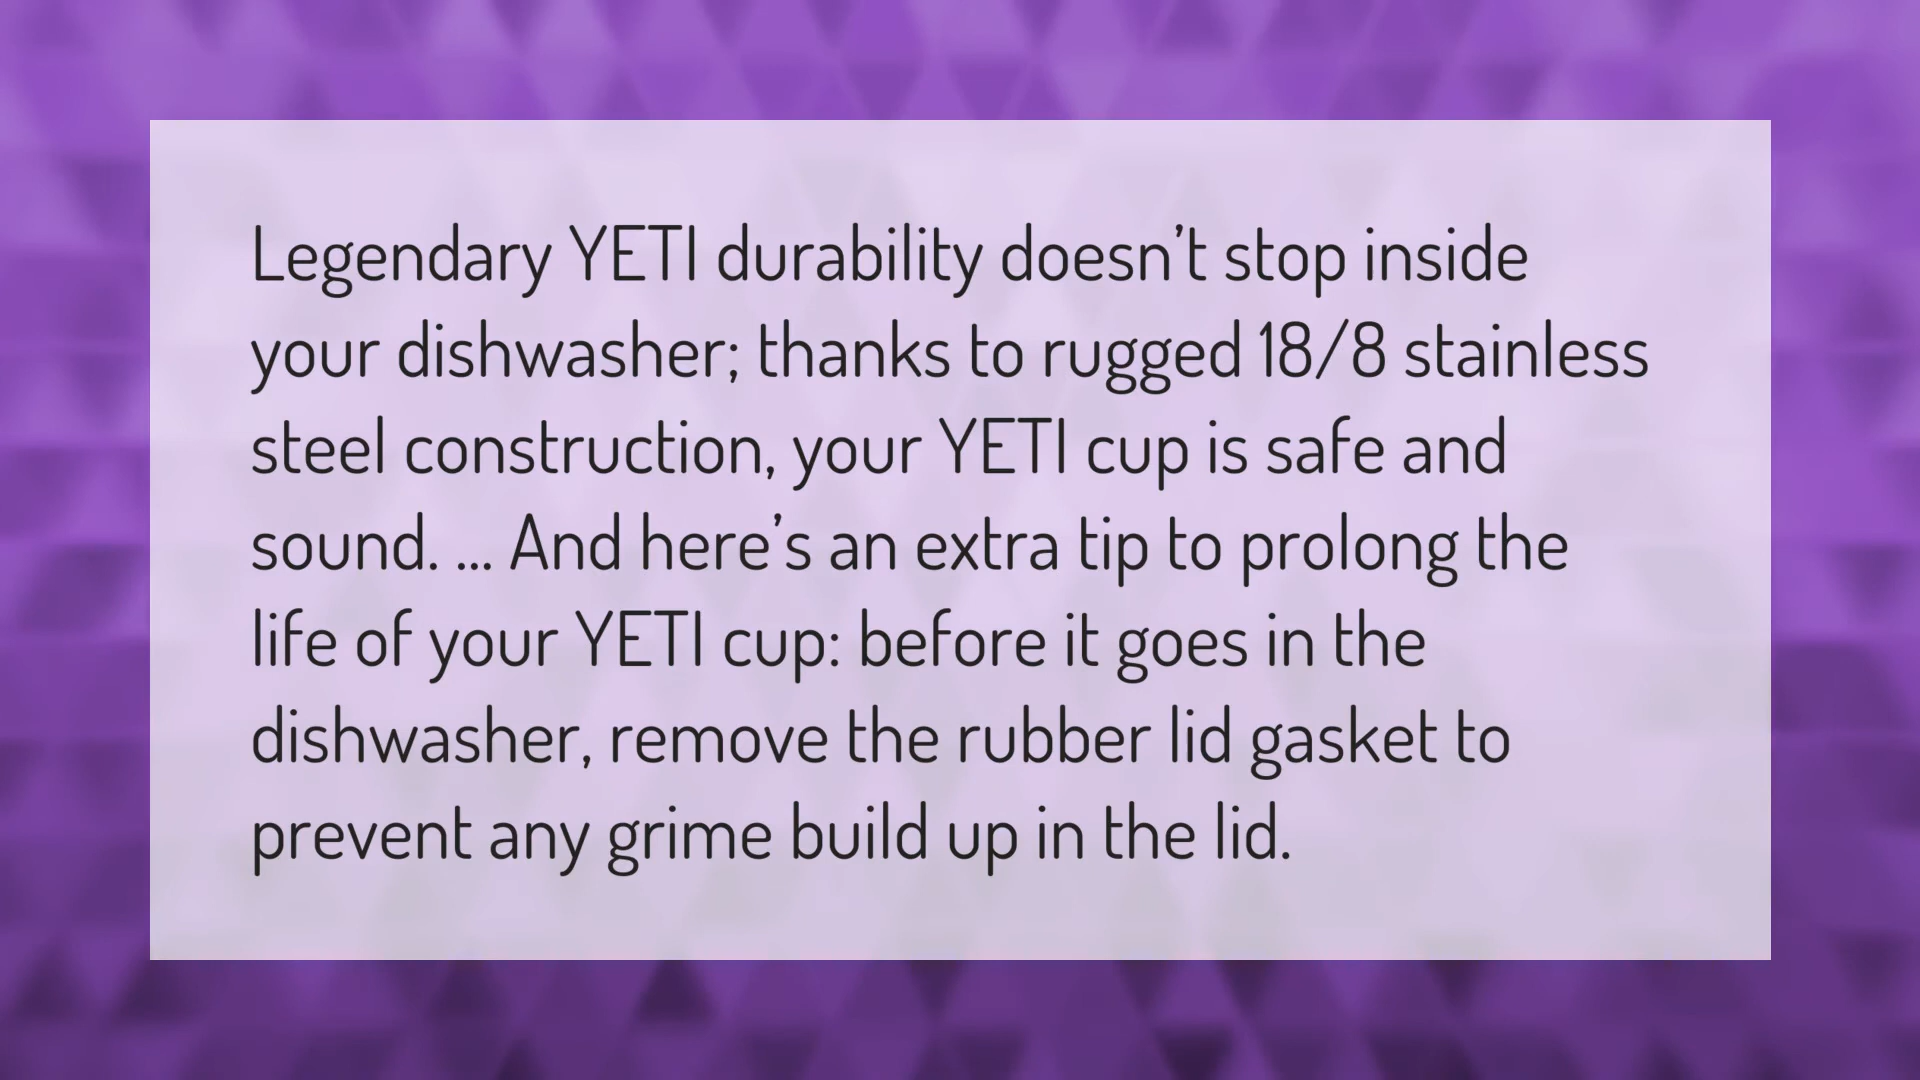 Legendary YETI durability doesn’t stop inside
your dishwasher; thanks to rugged 18/8 stainless
steel construction, your YETI cup is safe and
sound. ... And here’s an extra tip to prolong the
life of your YETI cup: before it goes in the
dishwasher, remove the rubber lid gasket to
prevent any grime build up in the lid.